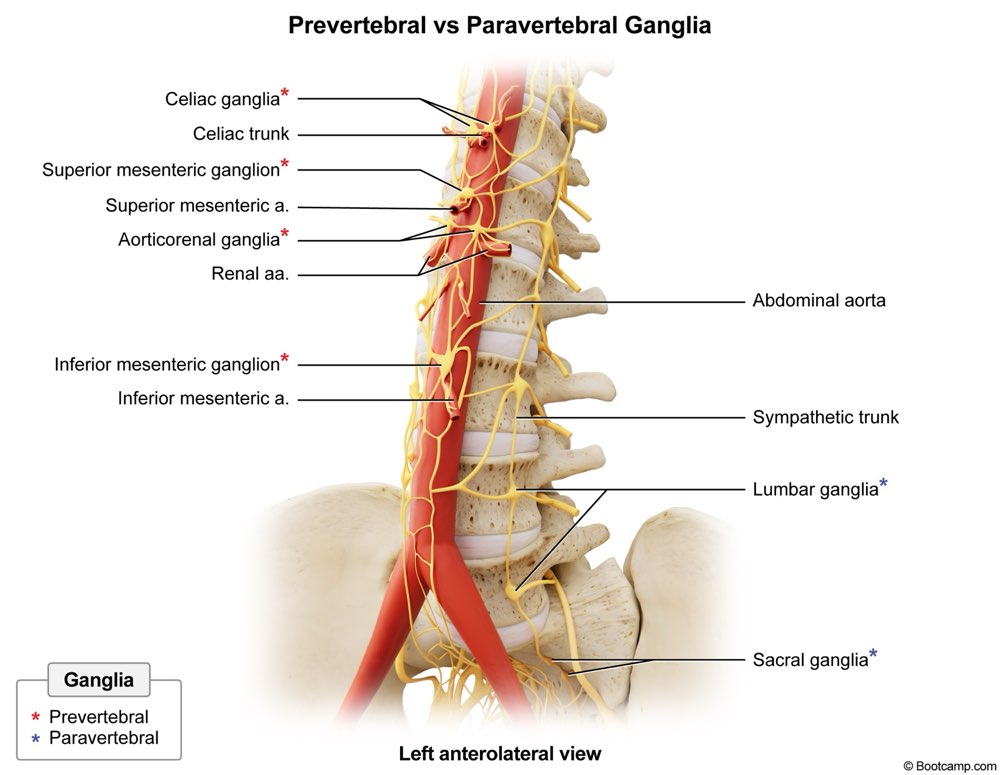 Prevertebral vs Paravertebral Ganglia
Celiac ganglia*
Celiac trunk
Superior mesenteric ganglion*
Superior mesenteric a.
Aorticorenal ganglia*
Renal aa.
Inferior mesenteric ganglion*
Inferior mesenteric a.
Abdominal aorta
Sympathetic trunk
Lumbar ganglia*
Sacral ganglia*
Ganglia
* Prevertebral
* Paravertebral
Left anterolateral view
© Bootcamp.com